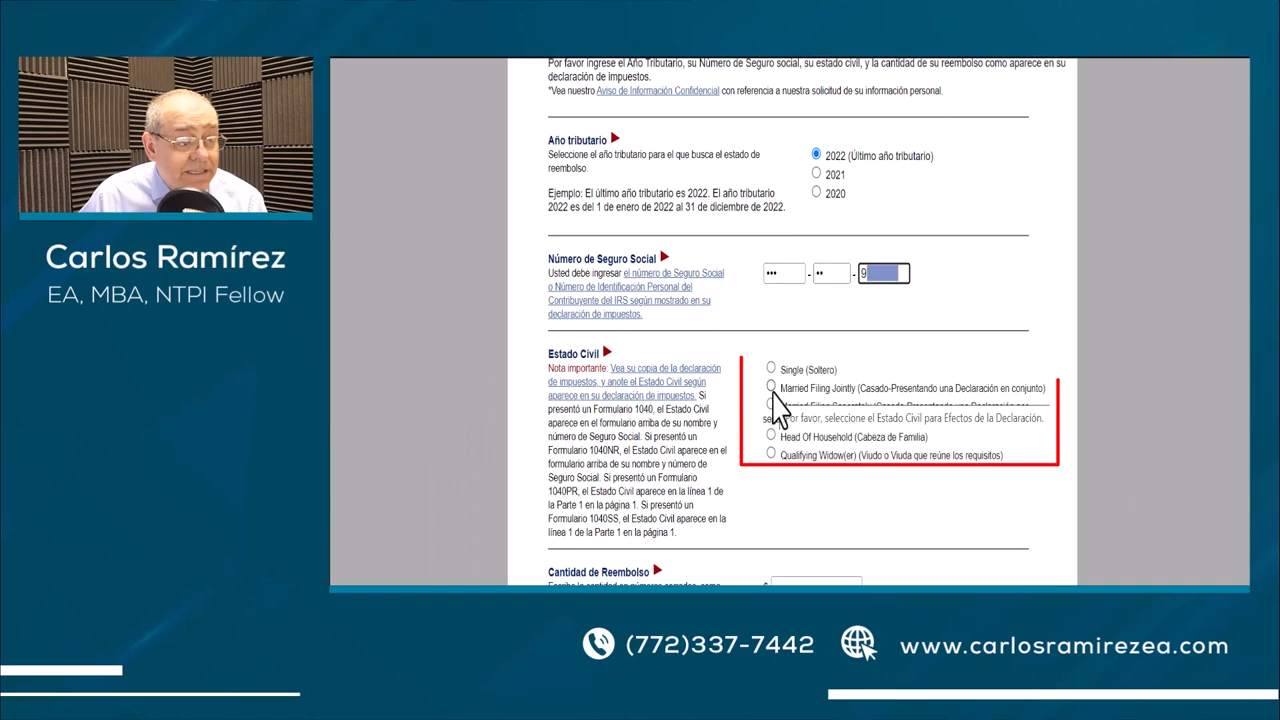 Por favor ingrese el Año Tributario, su Número de Seguro social, su estado civil, y la cantidad de su reembolso como aparece en su
declaración de impuestos.
*Vea nuestro Aviso de Información Confidencial con referencia a nuestra solicitud de su información personal.
Año tributario
Seleccione el año tributario para el que busca el estado de
reembolso.
Ejemplo: El último año tributario es 2022. El año tributario
2022 es del 1 de enero de 2022 al 31 de diciembre de 2022.
2022 (Último año tributario)
2021
2020
Número de Seguro Social
Usted debe ingresar el número de Seguro Social
o Número de Identificación Personal del
Contribuyente del IRS según mostrado en su
declaración de impuestos.
••• - •• - 9
Estado Civil
Nota importante: Vea su copia de la declaración
de impuestos, y anote el Estado Civil según
aparece en su declaración de impuestos. Si
presentó un Formulario 1040, el Estado Civil
aparece en el formulario arriba de su nombre y
número de Seguro Social. Si presentó un Formulario
1040NR, el Estado Civil aparece en el
formulario arriba de su nombre y número de
Seguro Social. Si presentó un Formulario
1040PR, el Estado Civil aparece en la línea 1 de
la Parte 1 en la página 1. Si presentó un
Formulario 1040SS, el Estado Civil aparece en la
línea 1 de la Parte 1 en la página 1.
Single (Soltero)
Married Filing Jointly (Casado-Presentando una Declaración en conjunto)
Por favor, seleccione el Estado Civil para Efectos de la Declaración.
Head Of Household (Cabeza de Familia)
Qualifying Widow(er) (Viudo o Viuda que reúne los requisitos)
Cantidad de Reembolso
$
Carlos Ramírez
EA, MBA, NTPI Fellow
(772)337-7442
www.carlosramirezea.com